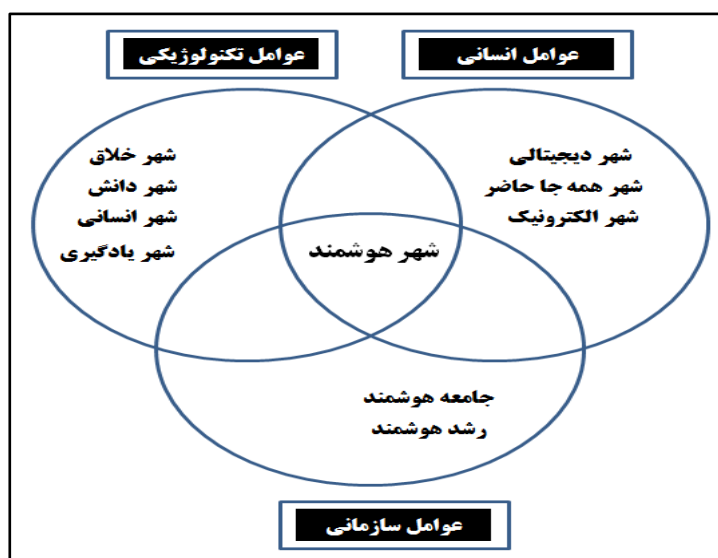 عوامل انسانی
عوامل تکنولوژیکی
شهر دیجیتالی
شهر همه جا حاضر
شهر الکترونیک
شهر خلاق
شهر دانش
شهر انسانی
شهر یادگیری
شهر هوشمند
جامعه هوشمند
رشد هوشمند
عوامل سازمانی